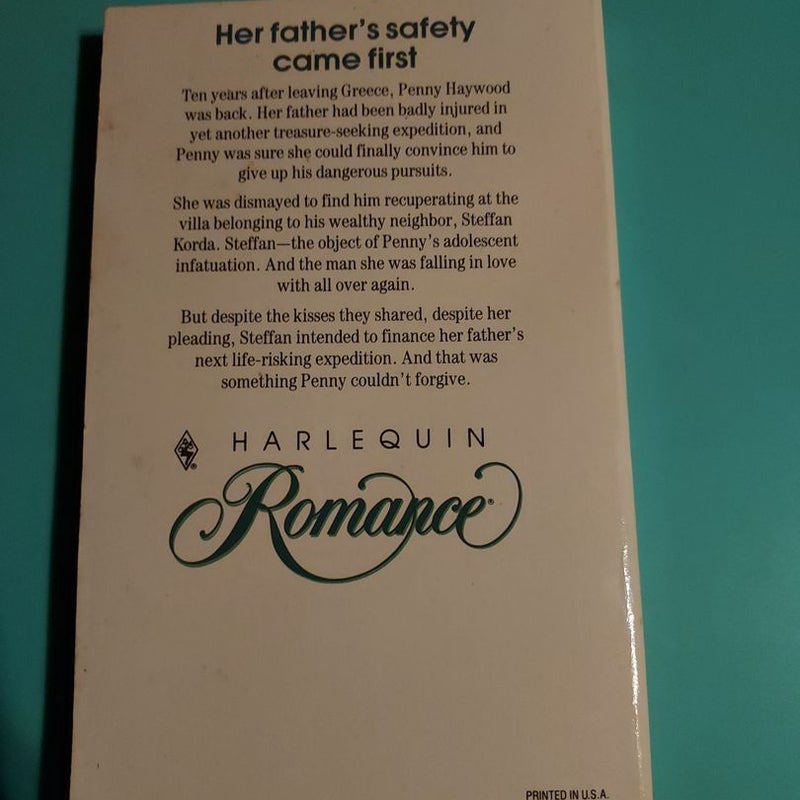 Her father's safety
came first
Ten years after leaving Greece, Penny Haywood
was back. Her father had been badly injured in
yet another treasure-seeking expedition, and
Penny was sure she could finally convince him to
give up his dangerous pursuits.
She was dismayed to find him recuperating at the
villa belonging to his wealthy neighbor, Steffan
Korda. Steffan—the object of Penny's adolescent
infatuation. And the man she was falling in love
with all over again.
But despite the kisses they shared, despite her
pleading, Steffan intended to finance her father's
next life-risking expedition. And that was
something Penny couldn't forgive.
HARLEQUIN
Romance®
PRINTED IN U.S.A.